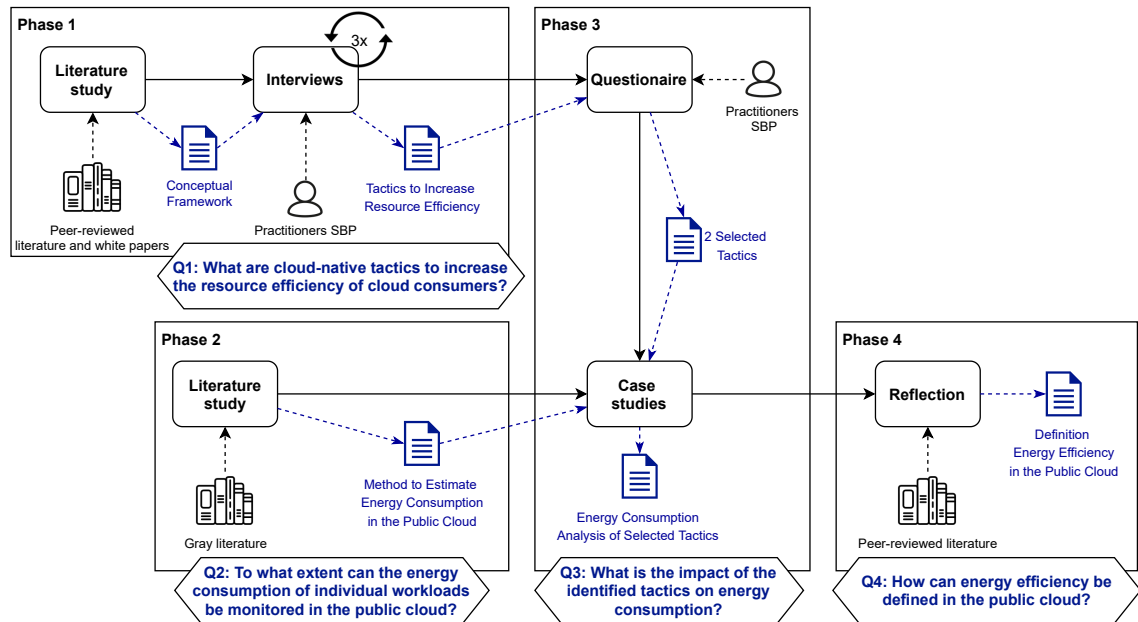 Phase 1
3x
Literature
study
Interviews
Conceptual
Framework
Tactics to Increase
Resource Efficiency
Peer-reviewed
literature and white papers
Practitioners SBP
Q1: What are cloud-native tactics to increase
the resource efficiency of cloud consumers?
Phase 2
Literature
study
Method to Estimate
Energy Consumption
in the Public Cloud
Gray literature
Q2: To what extent can the energy
consumption of individual workloads
be monitored in the public cloud?
Phase 3
Questionaire
Practitioners
SBP
2 Selected
Tactics
Case
studies
Energy Consumption
Analysis of Selected Tactics
Q3: What is the impact of the
identified tactics on energy
consumption?
Phase 4
Reflection
Definition
Energy Efficiency
in the Public Cloud
Peer-reviewed literature
Q4: How can energy efficiency be
defined in the public cloud?